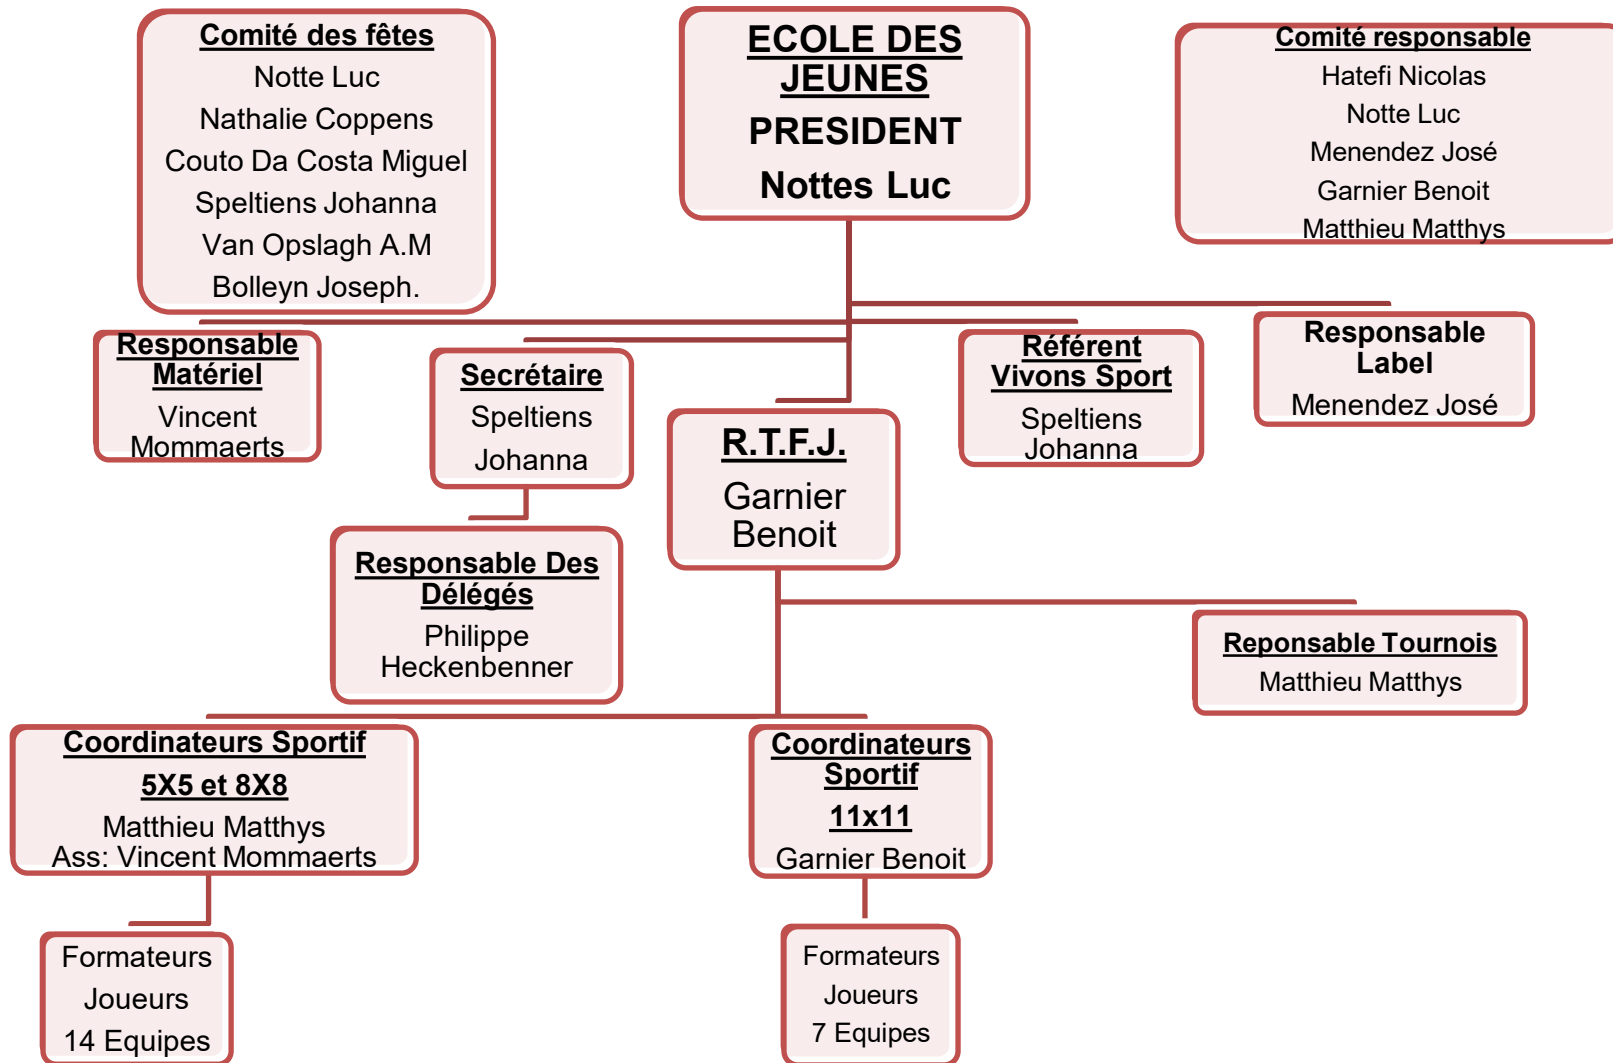 Comité des fêtes
Notte Luc
Nathalie Coppens
Couto Da Costa Miguel
Speltiens Johanna
Van Opslagh A.M
Bolleyn Joseph.
ECOLE DES
JEUNES
PRESIDENT
Nottes Luc
Comité responsable
Hatefi Nicolas
Notte Luc
Menendez José
Garnier Benoit
Matthieu Matthys
Responsable
Matériel
Vincent
Mommaerts
Secrétaire
Speltiens
Johanna
R.T.F.J.
Garnier
Benoit
Référent
Vivons Sport
Speltiens
Johanna
Responsable
Label
Menendez José
Responsable Des
Délégés
Philippe
Heckenbenner
Reponsable Tournois
Matthieu Matthys
Coordinateurs Sportif
5X5 et 8X8
Matthieu Matthys
Ass: Vincent Mommaerts
Coordinateurs
Sportif
11x11
Garnier Benoit
Formateurs
Joueurs
14 Equipes
Formateurs
Joueurs
7 Equipes